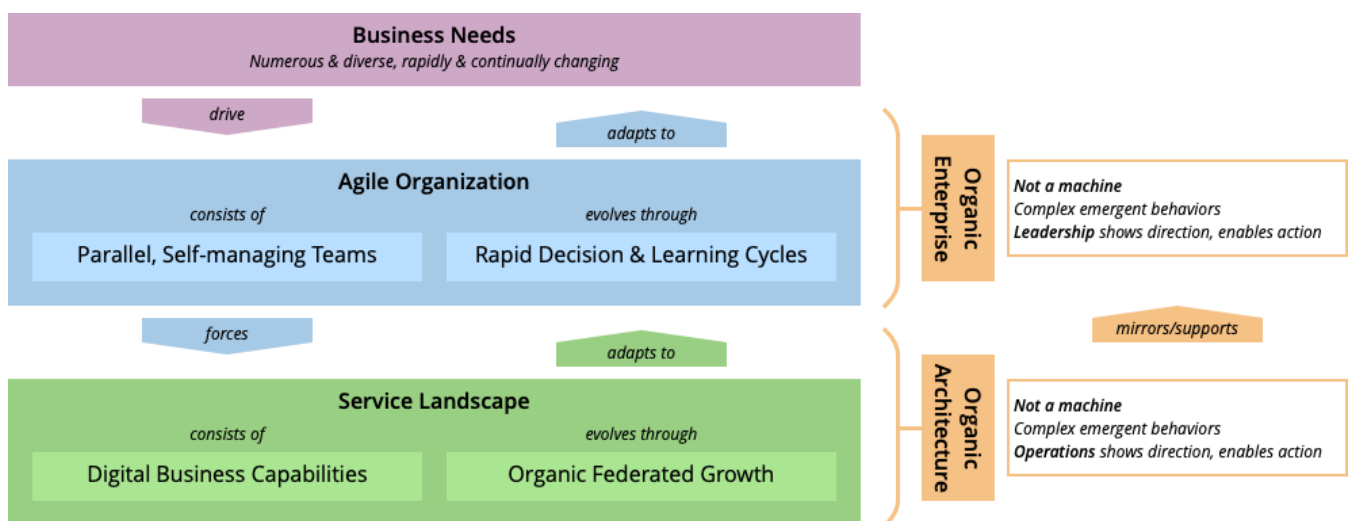 Business Needs
Numerous & diverse, rapidly & continually changing
drive
adapts to
Agile Organization
consists of
evolves through
Parallel, Self-managing Teams
Rapid Decision & Learning Cycles
Organic
Enterprise
Not a machine
Complex emergent behaviors
Leadership shows direction, enables action
forces
adapts to
mirrors/supports
Service Landscape
consists of
evolves through
Digital Business Capabilities
Organic Federated Growth
Organic
Architecture
Not a machine
Complex emergent behaviors
Operations shows direction, enables action